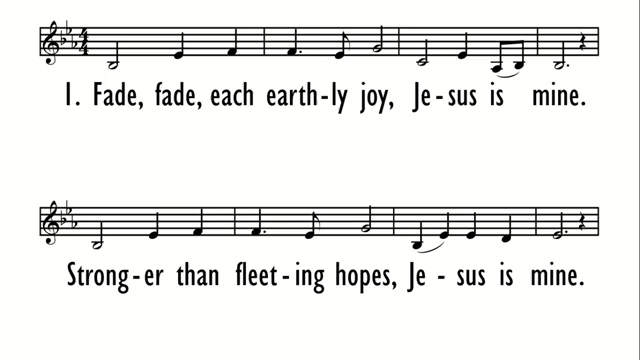 1. Fade, fade, each earth-ly joy, Je-sus is mine.
Strong-er than fleet-ing hopes, Je - sus is mine.